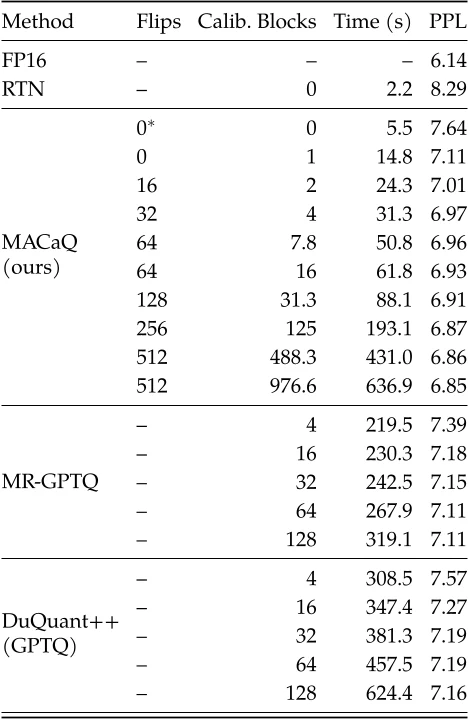 Method Flips Calib. Blocks Time (s) PPL
FP16 – – – 6.14
RTN – 0 2.2 8.29
MACaQ (ours)
0* 0 5.5 7.64
0 1 14.8 7.11
16 2 24.3 7.01
32 4 31.3 6.97
64 7.8 50.8 6.96
64 16 61.8 6.93
128 31.3 88.1 6.91
256 125 193.1 6.87
512 488.3 431.0 6.86
512 976.6 636.9 6.85
MR-GPTQ
– 4 219.5 7.39
– 16 230.3 7.18
– 32 242.5 7.15
– 64 267.9 7.11
– 128 319.1 7.11
DuQuant++ (GPTQ)
– 4 308.5 7.57
– 16 347.4 7.27
– 32 381.3 7.19
– 64 457.5 7.19
– 128 624.4 7.16